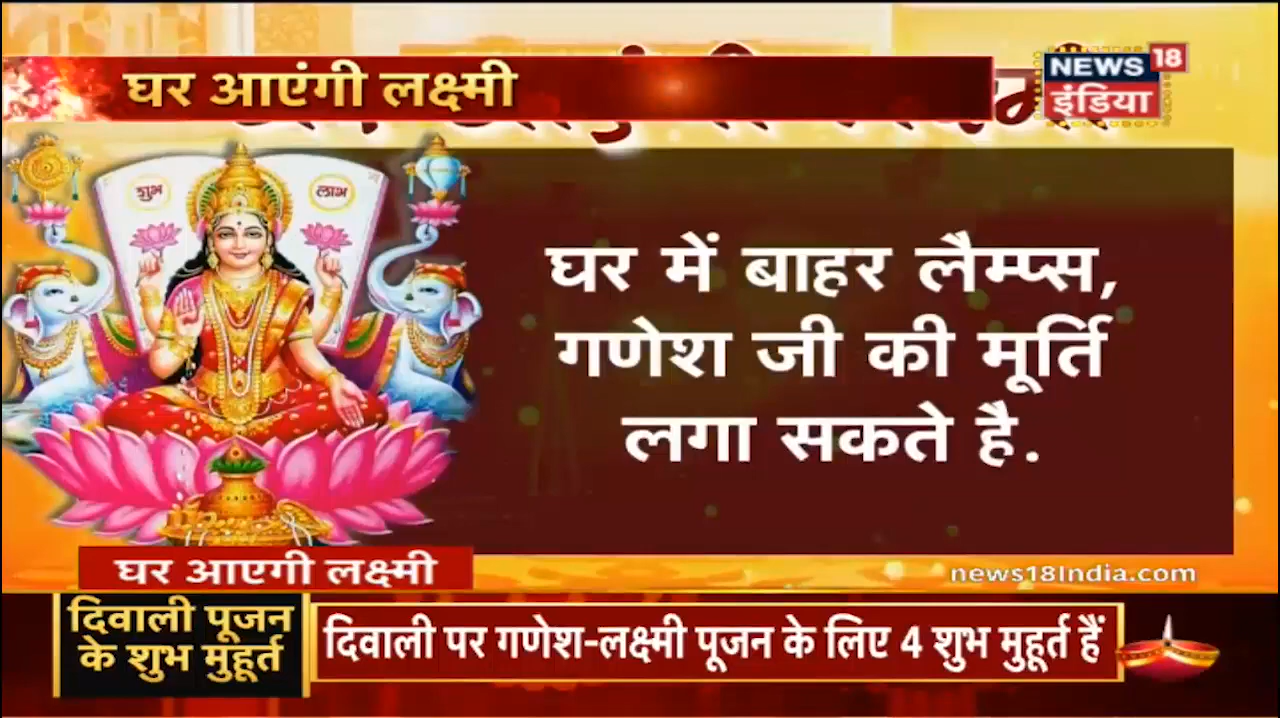 घर आएंगी लक्ष्मी
NEWS 18
इंडिया
शुभ
लाभ
घर में बाहर लैम्प्स,
गणेश जी की मूर्ति
लगा सकते है.
घर आएगी लक्ष्मी
news18India.com
दिवाली पूजन
के शुभ मुहूर्त
दिवाली पर गणेश-लक्ष्मी पूजन के लिए 4 शुभ मुहूर्त हैं